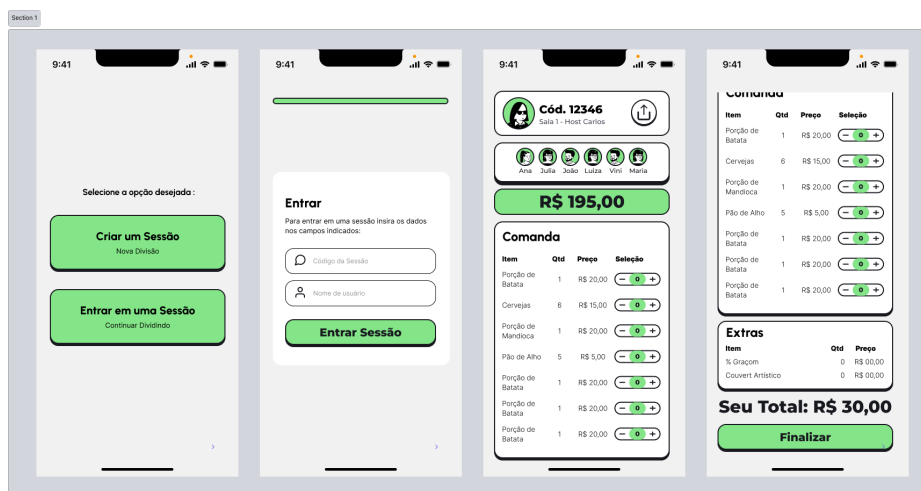 Section 1
9:41
Selecione a opção desejada :
Criar um Sessão
Nova Divisão
Entrar em uma Sessão
Continuar Dividindo
9:41
Entrar
Para entrar em uma sessão insira os dados
nos campos indicados:
Código da Sessão
Nome de usuário
Entrar Sessão
9:41
Cód. 12346
Sala 1 - Host Carlos
Ana Julia João Luiza Vini Maria
R$ 195,00
Comanda
Item Qtd Preço Seleção
Porção de
Batata 1 R$ 20,00 − 0 +
Cervejas 6 R$ 15,00 − 0 +
Porção de
Mandioca 1 R$ 20,00 − 0 +
Pão de Alho 5 R$ 5,00 − 0 +
Porção de
Batata 1 R$ 20,00 − 0 +
Porção de
Batata 1 R$ 20,00 − 0 +
Porção de
Batata 1 R$ 20,00 − 0 +
9:41
Comanda
Item Qtd Preço Seleção
Porção de
Batata 1 R$ 20,00 − 0 +
Cervejas 6 R$ 15,00 − 0 +
Porção de
Mandioca 1 R$ 20,00 − 0 +
Pão de Alho 5 R$ 5,00 − 0 +
Porção de
Batata 1 R$ 20,00 − 0 +
Porção de
Batata 1 R$ 20,00 − 0 +
Porção de
Batata 1 R$ 20,00 − 0 +
Extras
Item Qtd Preço
% Graçom 0 R$ 00,00
Couvert Artístico 0 R$ 00,00
Seu Total: R$ 30,00
Finalizar